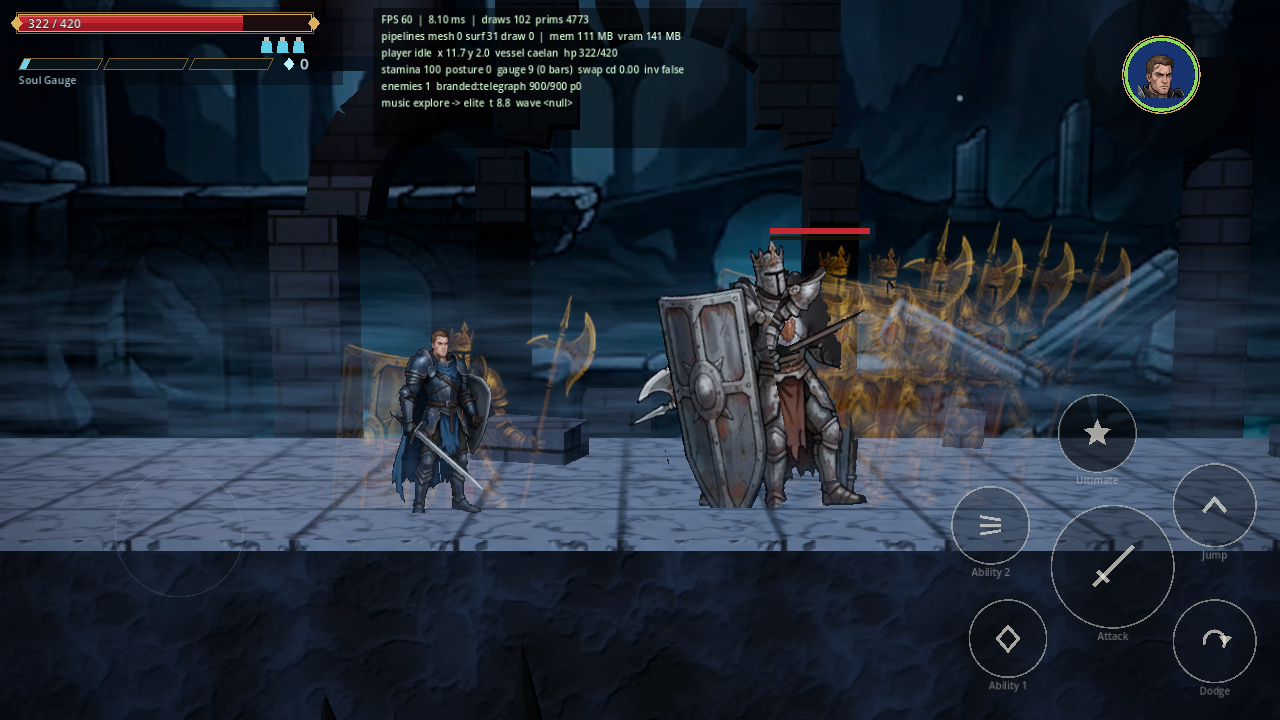 322 / 420
0
Soul Gauge
FPS 60 | 8.10 ms | draws 102 prims 4773
pipelines mesh 0 surf 31 draw 0 | mem 111 MB vram 141 MB
player idle x 11.7 y 2.0 vessel caelan hp 322/420
stamina 100 posture 0 gauge 9 (0 bars) swap cd 0.00 inv false
enemies 1 branded:telegraph 900/900 p0
music explore -> elite t 8.8 wave <null>
Ultimate
Ability 2
Jump
Attack
Ability 1
Dodge